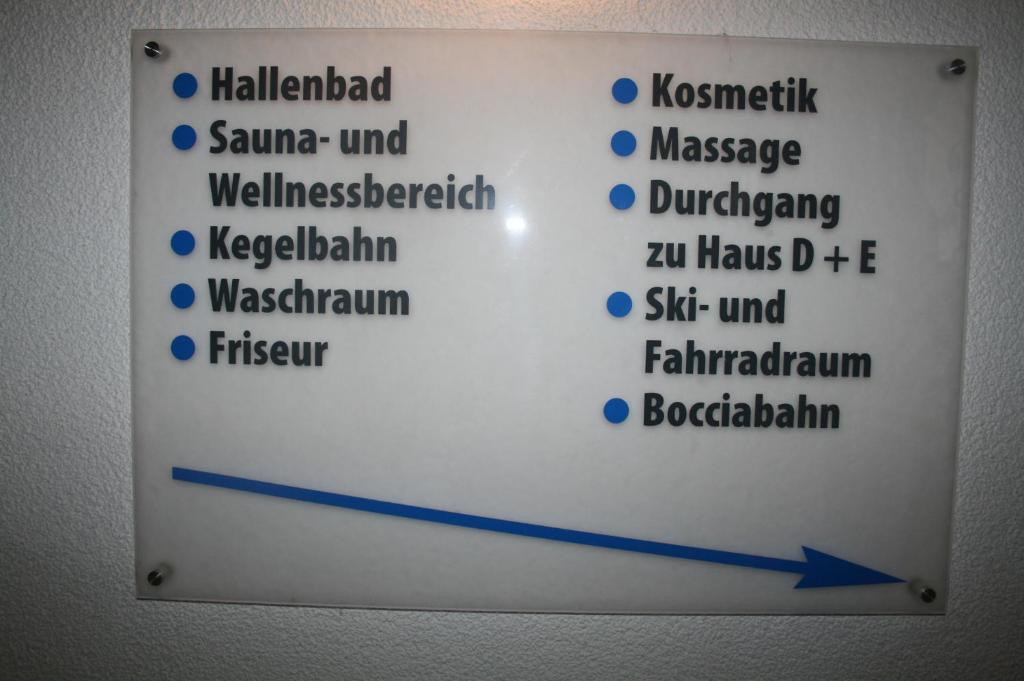 Hallenbad
Sauna- und
Wellnessbereich
Kegelbahn
Waschraum
Friseur
Kosmetik
Massage
Durchgang
zu Haus D + E
Ski- und
Fahrradraum
Bocciabahn